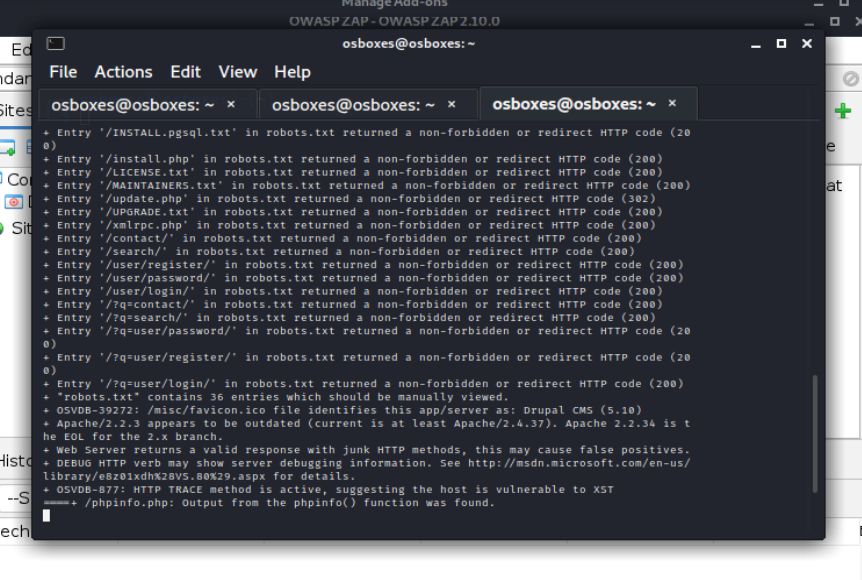 Manage Add-ons
OWASP ZAP - OWASP ZAP 2.10.0
osboxes@osboxes: ~
File Actions Edit View Help
osboxes@osboxes: ~ × osboxes@osboxes: ~ × osboxes@osboxes: ~ ×
+ Entry '/INSTALL.pgsql.txt' in robots.txt returned a non-forbidden or redirect HTTP code (20
0)
+ Entry '/install.php' in robots.txt returned a non-forbidden or redirect HTTP code (200)
+ Entry '/LICENSE.txt' in robots.txt returned a non-forbidden or redirect HTTP code (200)
+ Entry '/MAINTAINERS.txt' in robots.txt returned a non-forbidden or redirect HTTP code (200)
+ Entry '/update.php' in robots.txt returned a non-forbidden or redirect HTTP code (302)
+ Entry '/UPGRADE.txt' in robots.txt returned a non-forbidden or redirect HTTP code (200)
+ Entry '/xmlrpc.php' in robots.txt returned a non-forbidden or redirect HTTP code (200)
+ Entry '/contact/' in robots.txt returned a non-forbidden or redirect HTTP code (200)
+ Entry '/search/' in robots.txt returned a non-forbidden or redirect HTTP code (200)
+ Entry '/user/register/' in robots.txt returned a non-forbidden or redirect HTTP code (200)
+ Entry '/user/password/' in robots.txt returned a non-forbidden or redirect HTTP code (200)
+ Entry '/user/login/' in robots.txt returned a non-forbidden or redirect HTTP code (200)
+ Entry '/?q=contact/' in robots.txt returned a non-forbidden or redirect HTTP code (200)
+ Entry '/?q=search/' in robots.txt returned a non-forbidden or redirect HTTP code (200)
+ Entry '/?q=user/password/' in robots.txt returned a non-forbidden or redirect HTTP code (20
0)
+ Entry '/?q=user/register/' in robots.txt returned a non-forbidden or redirect HTTP code (20
0)
+ Entry '/?q=user/login/' in robots.txt returned a non-forbidden or redirect HTTP code (200)
+ "robots.txt" contains 36 entries which should be manually viewed.
+ OSVDB-39272: /misc/favicon.ico file identifies this app/server as: Drupal CMS (5.10)
+ Apache/2.2.3 appears to be outdated (current is at least Apache/2.4.37). Apache 2.2.34 is t
he EOL for the 2.x branch.
+ Web Server returns a valid response with junk HTTP methods, this may cause false positives.
+ DEBUG HTTP verb may show server debugging information. See http://msdn.microsoft.com/en-us/
library/e8z01xdh%28VS.80%29.aspx for details.
+ OSVDB-877: HTTP TRACE method is active, suggesting the host is vulnerable to XST
====+ /phpinfo.php: Output from the phpinfo() function was found.